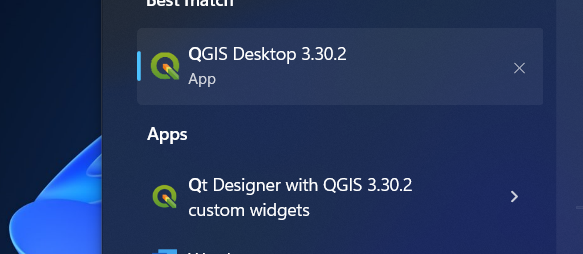 Best match
QGIS Desktop 3.30.2
App
Apps
Qt Designer with QGIS 3.30.2
custom widgets